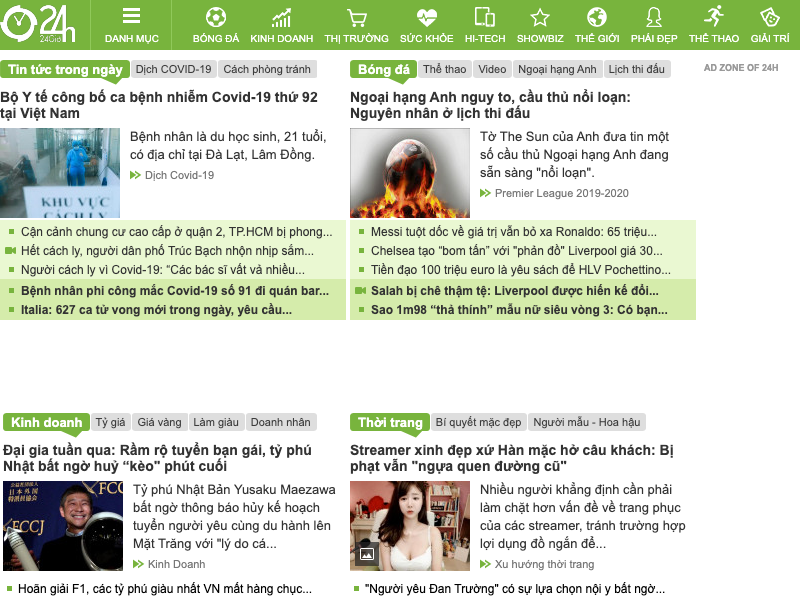 24h
24Giờ
DANH MỤC
BÓNG ĐÁ
KINH DOANH
THỊ TRƯỜNG
SỨC KHỎE
HI-TECH
SHOWBIZ
THẾ GIỚI
PHÁI ĐẸP
THỂ THAO
GIẢI TRÍ
Tin tức trong ngày Dịch COVID-19 Cách phòng tránh
Bộ Y tế công bố ca bệnh nhiễm Covid-19 thứ 92
tại Việt Nam
KHU VỰC
CÁCH LY
Bệnh nhân là du học sinh, 21 tuổi,
có địa chỉ tại Đà Lạt, Lâm Đồng.
Dịch Covid-19
Cận cảnh chung cư cao cấp ở quận 2, TP.HCM bị phong...
Hết cách ly, người dân phố Trúc Bạch nhộn nhịp sắm...
Người cách ly vì Covid-19: "Các bác sĩ vất vả nhiều...
Bệnh nhân phi công mắc Covid-19 số 91 đi quán bar...
Italia: 627 ca tử vong mới trong ngày, yêu cầu...
Bóng đá Thể thao Video Ngoại hạng Anh Lịch thi đấu
Ngoại hạng Anh nguy to, cầu thủ nổi loạn:
Nguyên nhân ở lịch thi đấu
Tờ The Sun của Anh đưa tin một
số cầu thủ Ngoại hạng Anh đang
sẵn sàng "nổi loạn".
Premier League 2019-2020
Messi tuột dốc về giá trị vẫn bỏ xa Ronaldo: 65 triệu...
Chelsea tạo “bom tấn” với "phản đồ" Liverpool giá 30...
Tiền đạo 100 triệu euro là yêu sách để HLV Pochettino...
Salah bị chê thậm tệ: Liverpool được hiến kế đổi...
Sao 1m98 “thả thính” mẫu nữ siêu vòng 3: Có bạn...
AD ZONE OF 24H
Kinh doanh Tỷ giá Giá vàng Làm giàu Doanh nhân
Đại gia tuần qua: Rầm rộ tuyển bạn gái, tỷ phú
Nhật bất ngờ huỷ “kèo" phút cuối
FCCJ
Tỷ phú Nhật Bản Yusaku Maezawa
bất ngờ thông báo hủy kế hoạch
tuyển người yêu cùng du hành lên
Mặt Trăng với "lý do cá...
Kinh Doanh
Hoãn giải F1, các tỷ phú giàu nhất VN mất hàng chục...
Thời trang Bí quyết mặc đẹp Người mẫu - Hoa hậu
Streamer xinh đẹp xứ Hàn mặc hở câu khách: Bị
phạt vẫn "ngựa quen đường cũ"
Nhiều người khẳng định cần phải
làm chặt hơn vấn đề về trang phục
của các streamer, tránh trường hợp
lợi dụng đồ ngắn để...
Xu hướng thời trang
"Người yêu Đan Trường" có sự lựa chọn nội y bất ngờ...